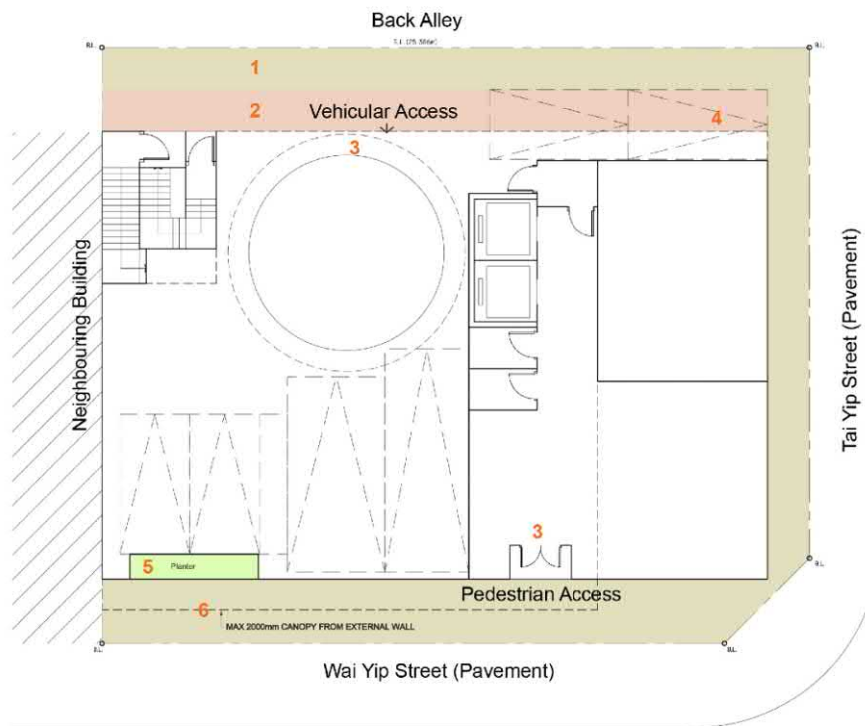 Back Alley
B.L.
B.L.
1
2
Vehicular Access
4
3
Neighbouring Building
Tai Yip Street (Pavement)
3
5
Planter
B.L.
Pedestrian Access
6
MAX 2000mm CANOPY FROM EXTERNAL WALL
B.L.
B.L.
Wai Yip Street (Pavement)